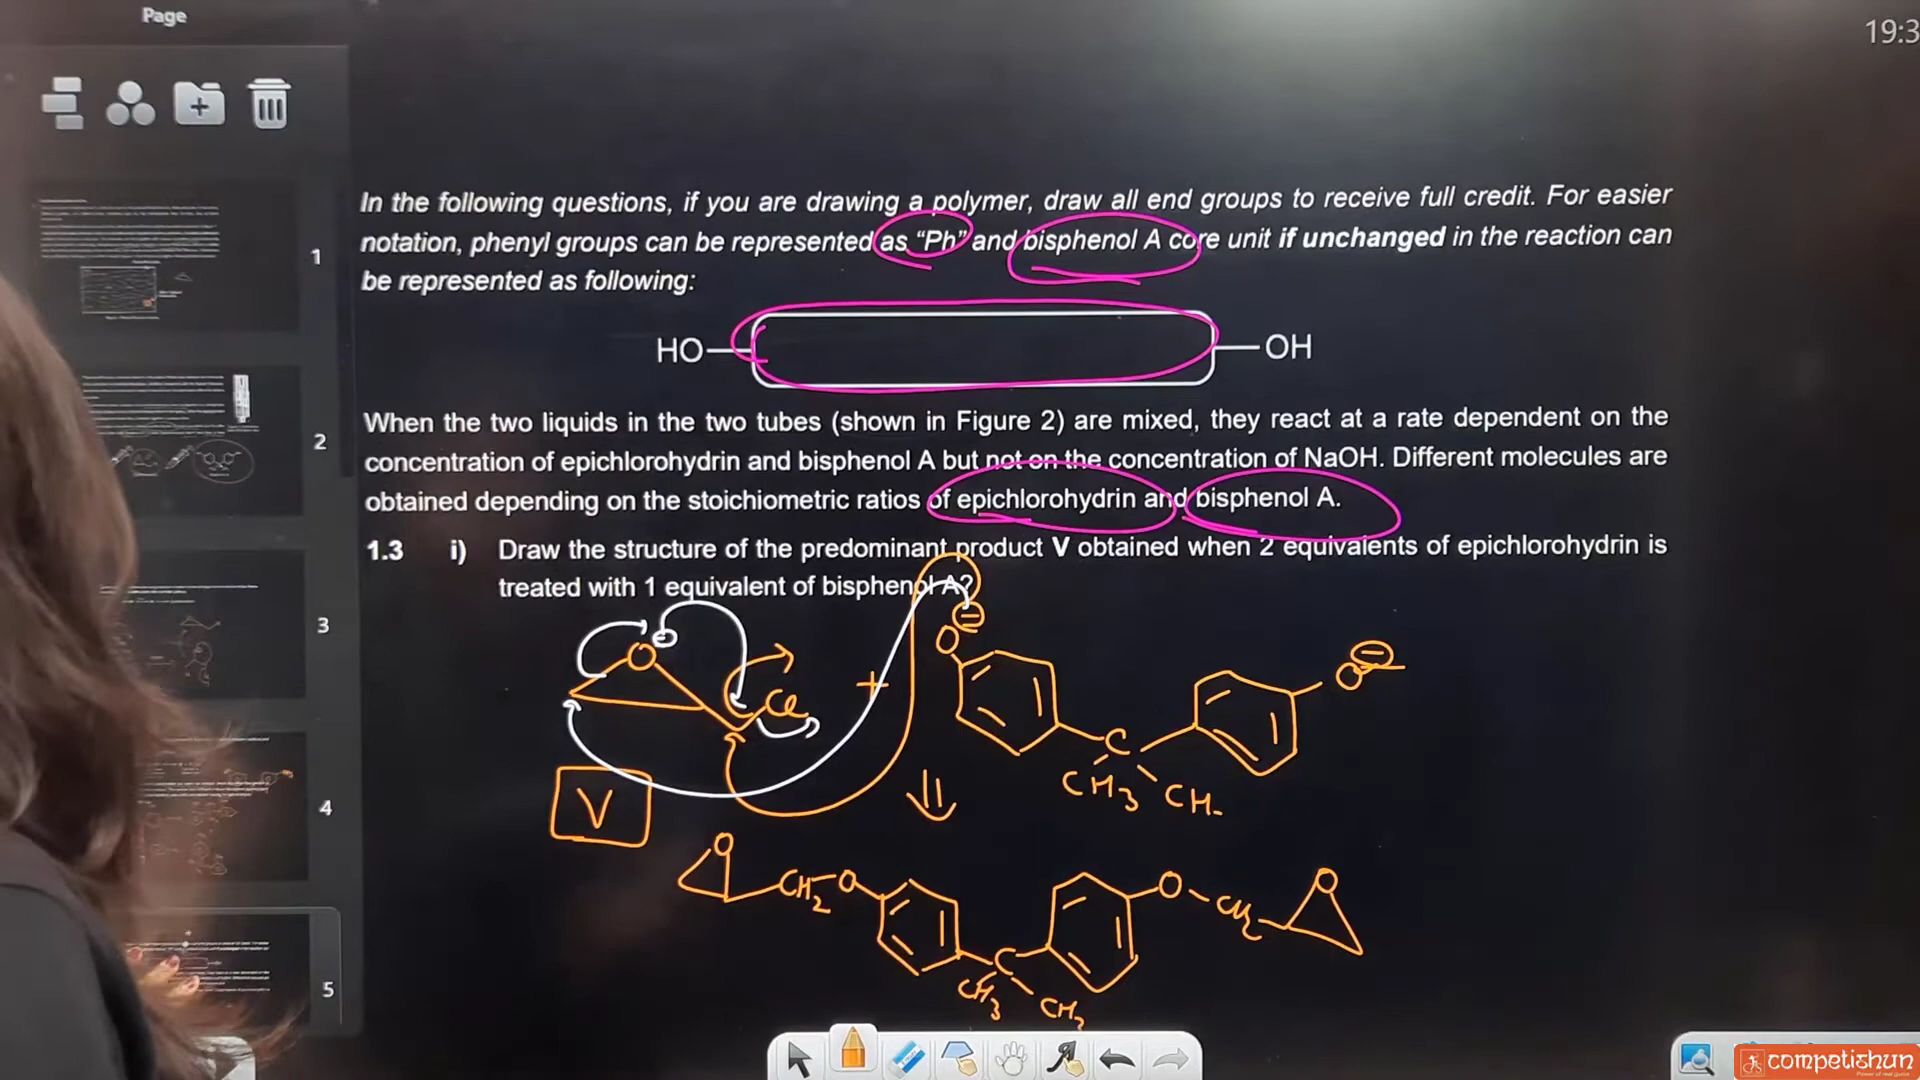 Page
19:3
1
2
3
4
5
In the following questions, if you are drawing a polymer, draw all end groups to receive full credit. For easier
notation, phenyl groups can be represented as “Ph” and bisphenol A core unit if unchanged in the reaction can
be represented as following:
HO OH
When the two liquids in the two tubes (shown in Figure 2) are mixed, they react at a rate dependent on the
concentration of epichlorohydrin and bisphenol A but not on the concentration of NaOH. Different molecules are
obtained depending on the stoichiometric ratios of epichlorohydrin and bisphenol A.
1.3 i) Draw the structure of the predominant product V obtained when 2 equivalents of epichlorohydrin is
treated with 1 equivalent of bisphenol A?
O Cl + O O
C
CH3 CH
V
O CH2 O O CH2 O
C
CH3 CH3
competishun